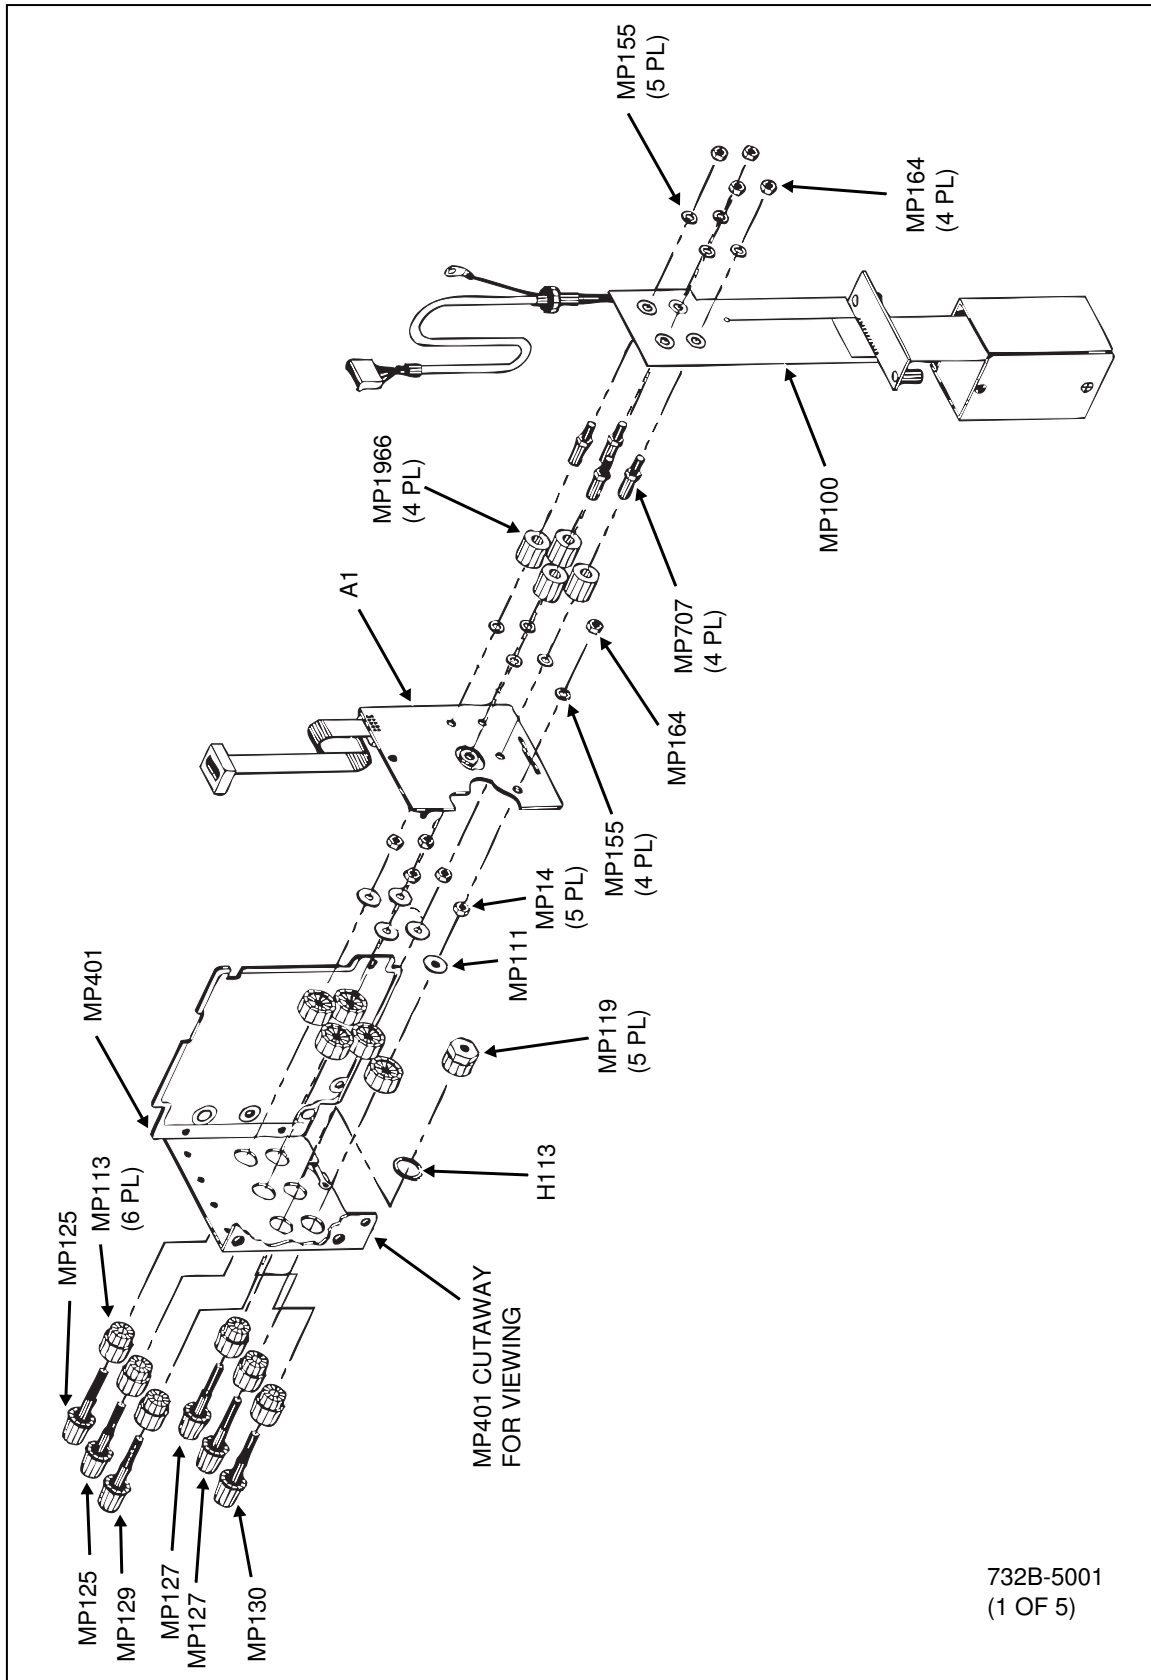 MP155
(5 PL)
MP164
(4 PL)
MP1966
(4 PL)
A1
MP100
MP707
(4 PL)
MP164
MP155
(4 PL)
MP14
(5 PL)
MP111
MP401
MP119
(5 PL)
H113
MP113
(6 PL)
MP125
MP401 CUTAWAY
FOR VIEWING
MP125
MP129
MP127
MP127
MP130
732B-5001
(1 OF 5)